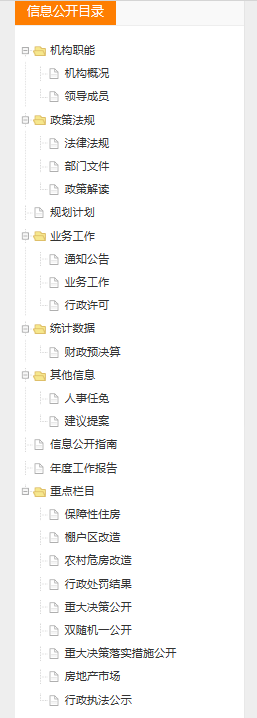 信息公开目录
机构职能
机构概况
领导成员
政策法规
法律法规
部门文件
政策解读
规划计划
业务工作
通知公告
业务工作
行政许可
统计数据
财政预决算
其他信息
人事任免
建议提案
信息公开指南
年度工作报告
重点栏目
保障性住房
棚户区改造
农村危房改造
行政处罚结果
重大决策公开
双随机一公开
重大决策落实措施公开
房地产市场
行政执法公示